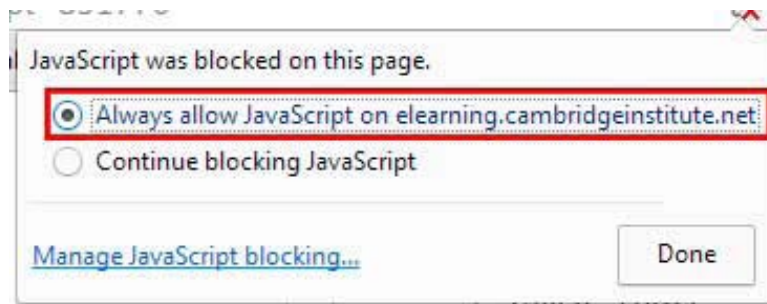 JavaScript was blocked on this page.
Always allow JavaScript on elearning.cambridgeinstitute.net
Continue blocking JavaScript
Manage JavaScript blocking...
Done